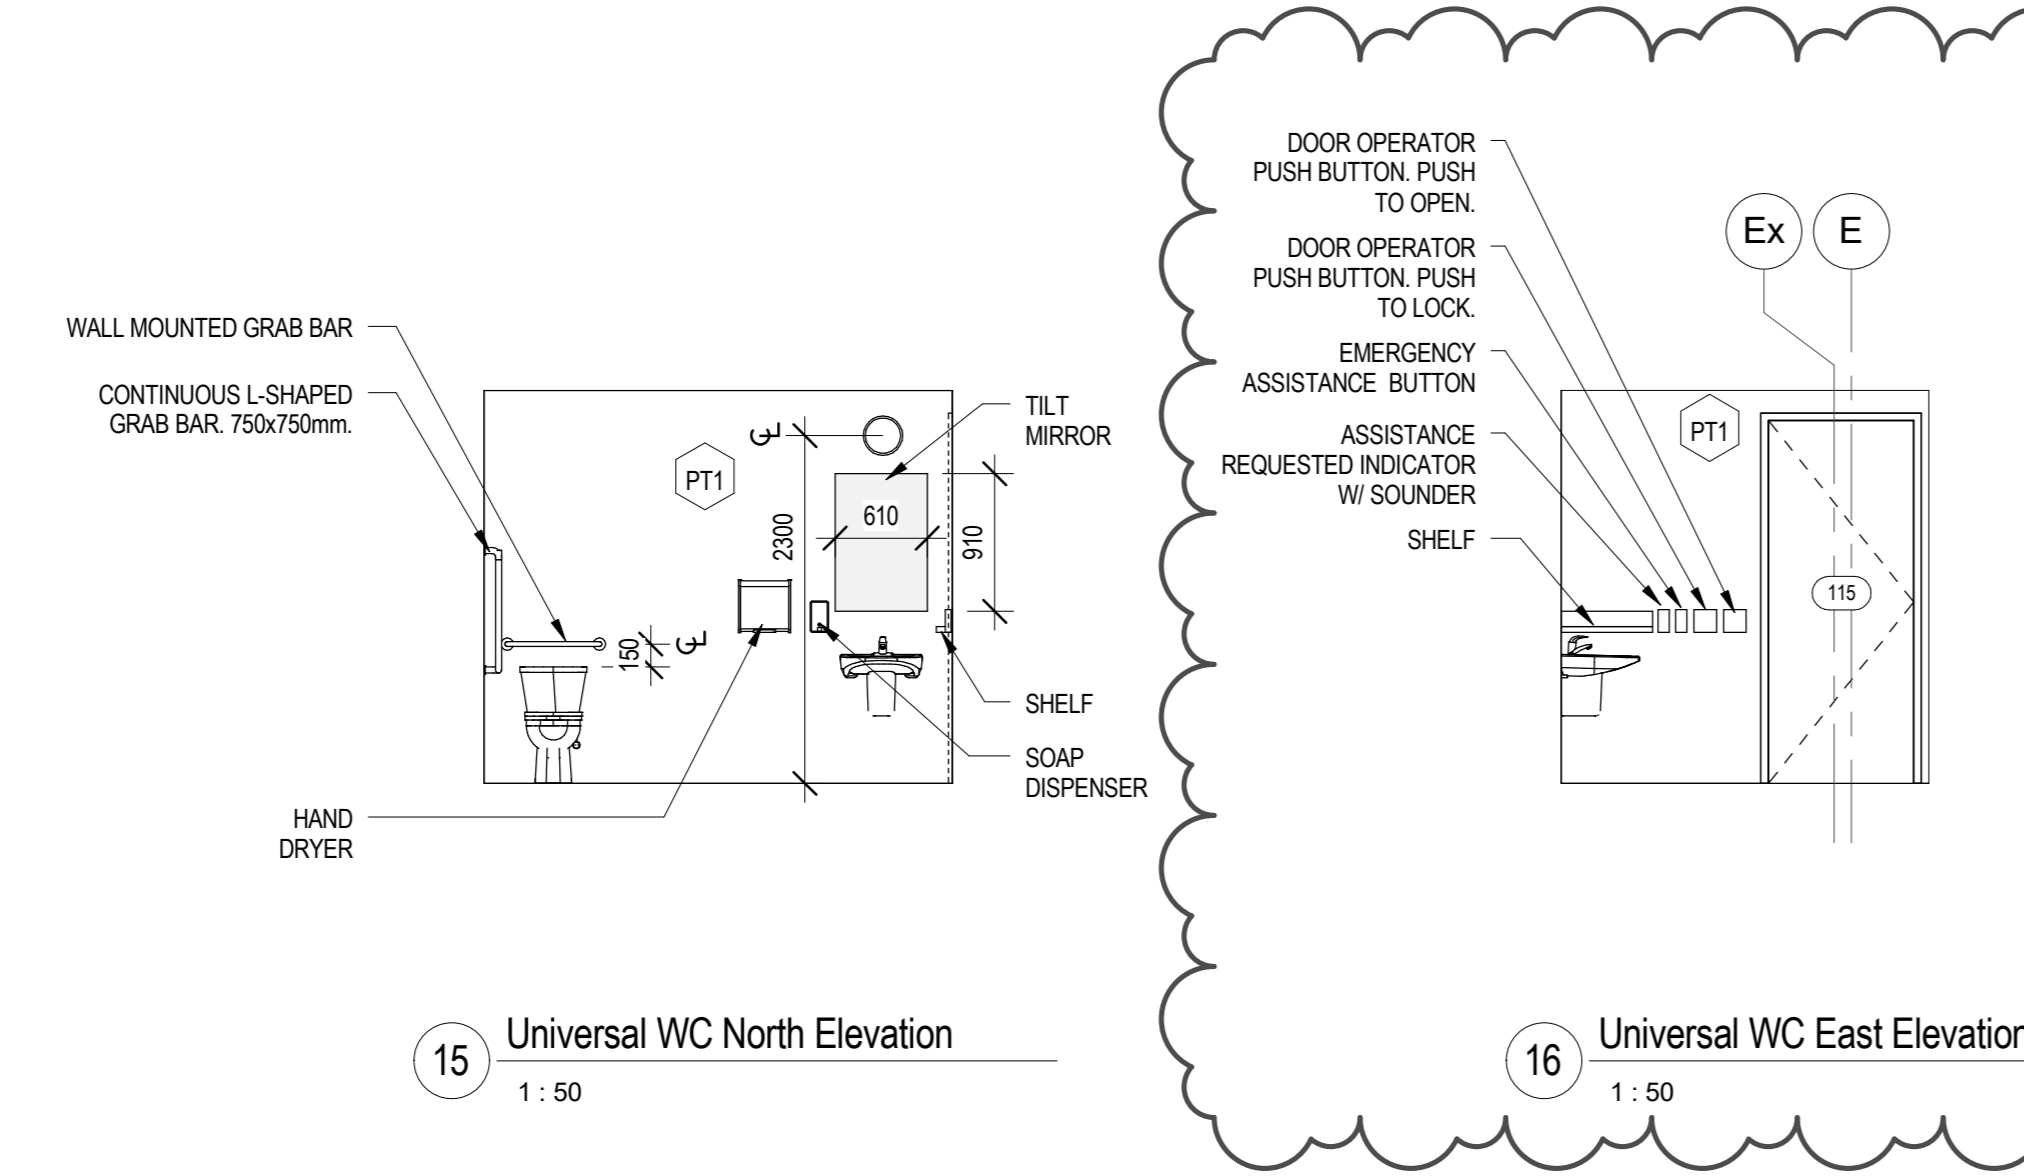 WALL MOUNTED GRAB BAR
CONTINUOUS L-SHAPED
GRAB BAR. 750x750mm.
HAND
DRYER
PT1
2300
610
910
150
TILT
MIRROR
SHELF
SOAP
DISPENSER
15
Universal WC North Elevation
1 : 50
DOOR OPERATOR
PUSH BUTTON. PUSH
TO OPEN.
DOOR OPERATOR
PUSH BUTTON. PUSH
TO LOCK.
EMERGENCY
ASSISTANCE BUTTON
ASSISTANCE
REQUESTED INDICATOR
W/ SOUNDER
SHELF
Ex
E
PT1
115
16
Universal WC East Elevation
1 : 50